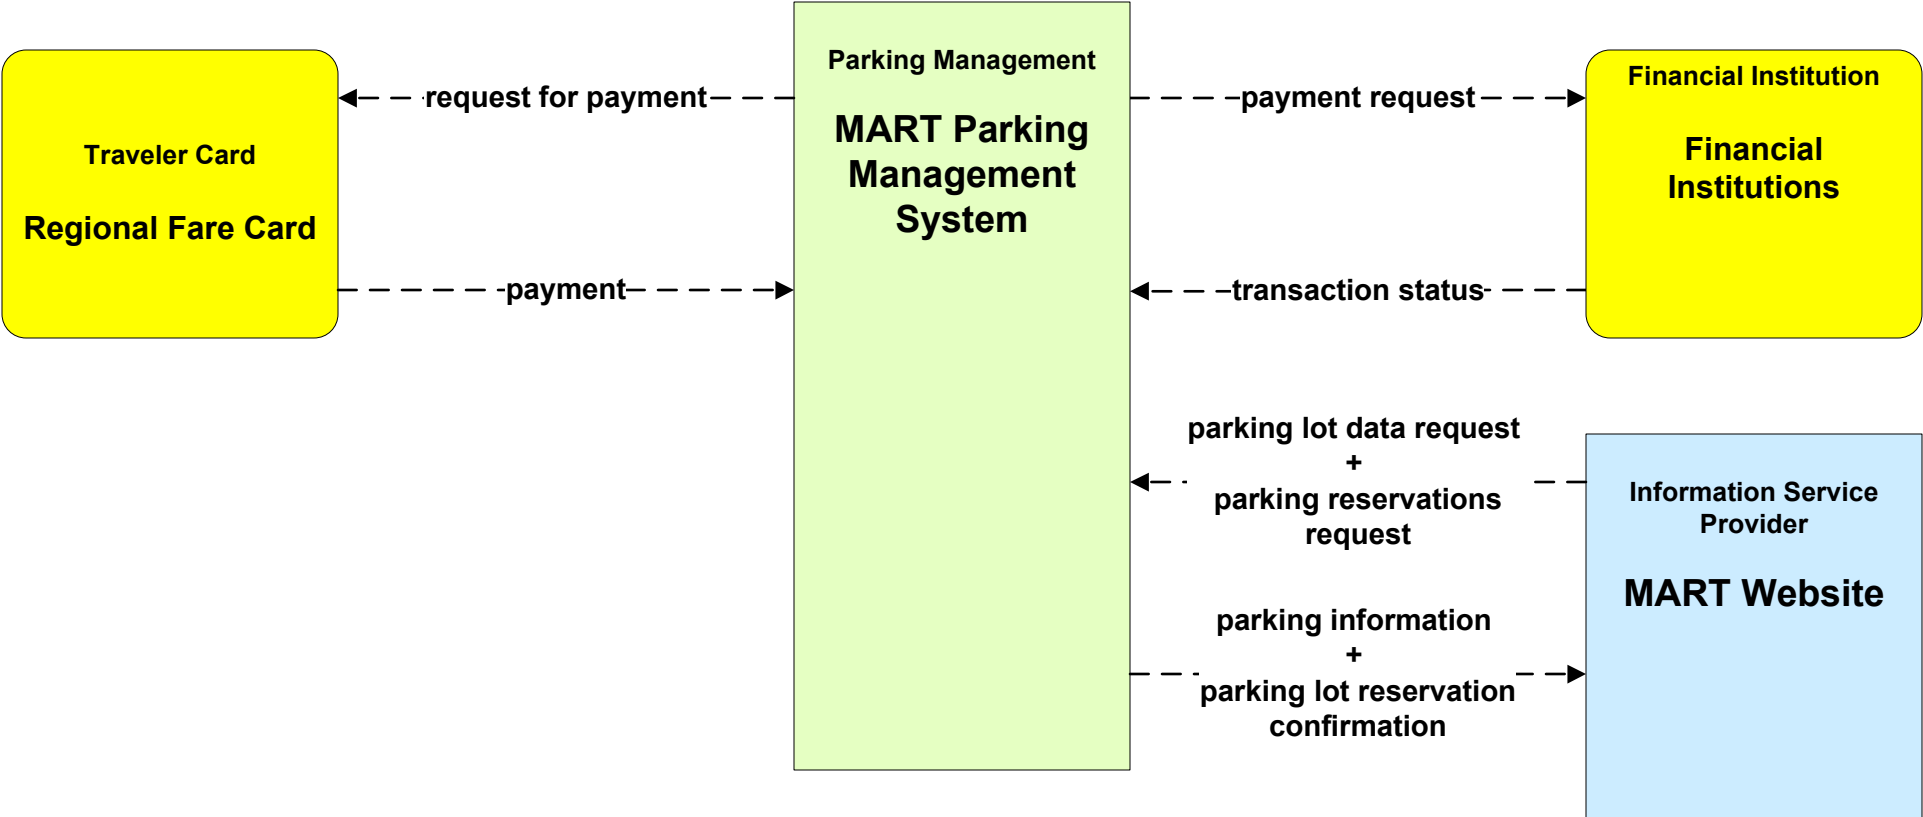 Traveler Card
Regional Fare Card
request for payment
payment
Parking Management
MART Parking
Management
System
payment request
transaction status
Financial Institution
Financial
Institutions
parking lot data request
+
parking reservations
request
parking information
+
parking lot reservation
confirmation
Information Service
Provider
MART Website